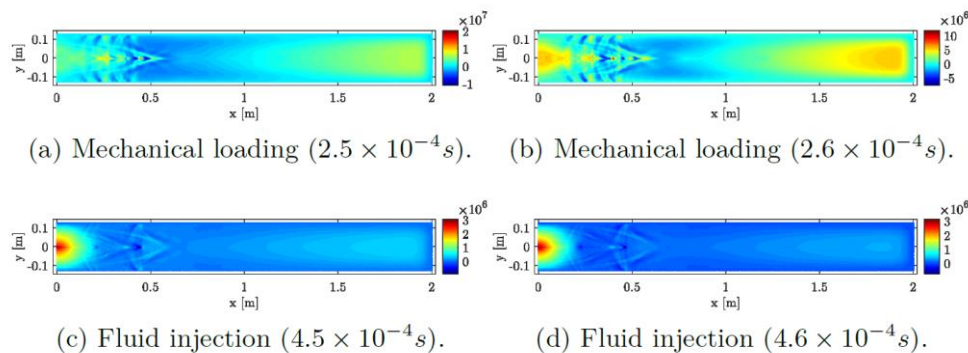 ×10⁷ ×10⁶
y [m] 0.1 0 -0.1 2 1 0 -1 y [m] 0.1 0 -0.1 10 5 0 -5
0 0.5 1 1.5 2 0 0.5 1 1.5 2
x [m] x [m]
(a) Mechanical loading (2.5 × 10⁻⁴s). (b) Mechanical loading (2.6 × 10⁻⁴s).
×10⁶ ×10⁶
y [m] 0.1 0 -0.1 3 2 1 0 y [m] 0.1 0 -0.1 3 2 1 0
0 0.5 1 1.5 2 0 0.5 1 1.5 2
x [m] x [m]
(c) Fluid injection (4.5 × 10⁻⁴s). (d) Fluid injection (4.6 × 10⁻⁴s).